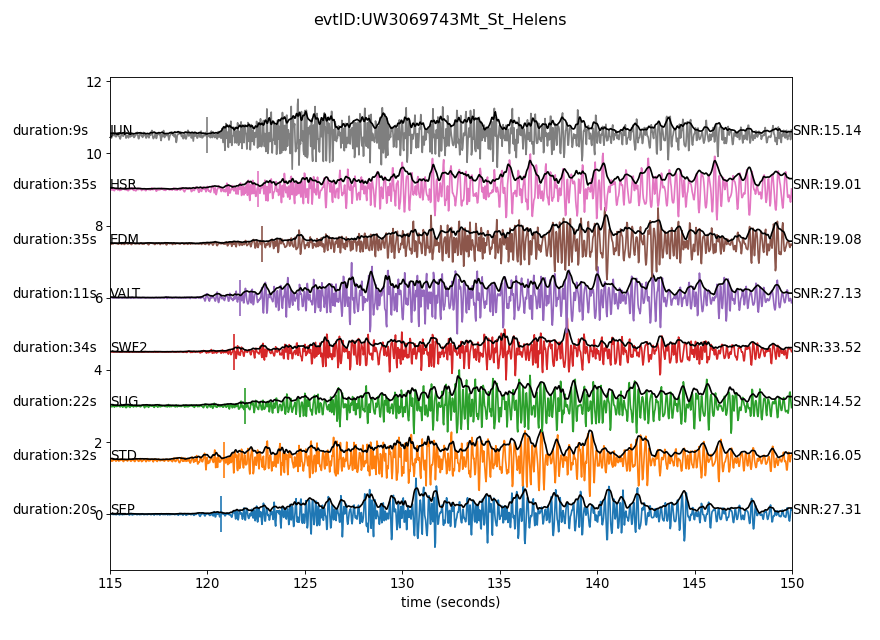 evtID:UW3069743Mt_St_Helens
12
duration:9s JUN SNR:15.14
10
duration:35s HSR SNR:19.01
8
duration:35s EDM SNR:19.08
duration:11s VALT SNR:27.13
6
duration:34s SWF2 SNR:33.52
4
duration:22s SUG SNR:14.52
2
duration:32s STD SNR:16.05
duration:20s SEP SNR:27.31
0
115 120 125 130 135 140 145 150
time (seconds)